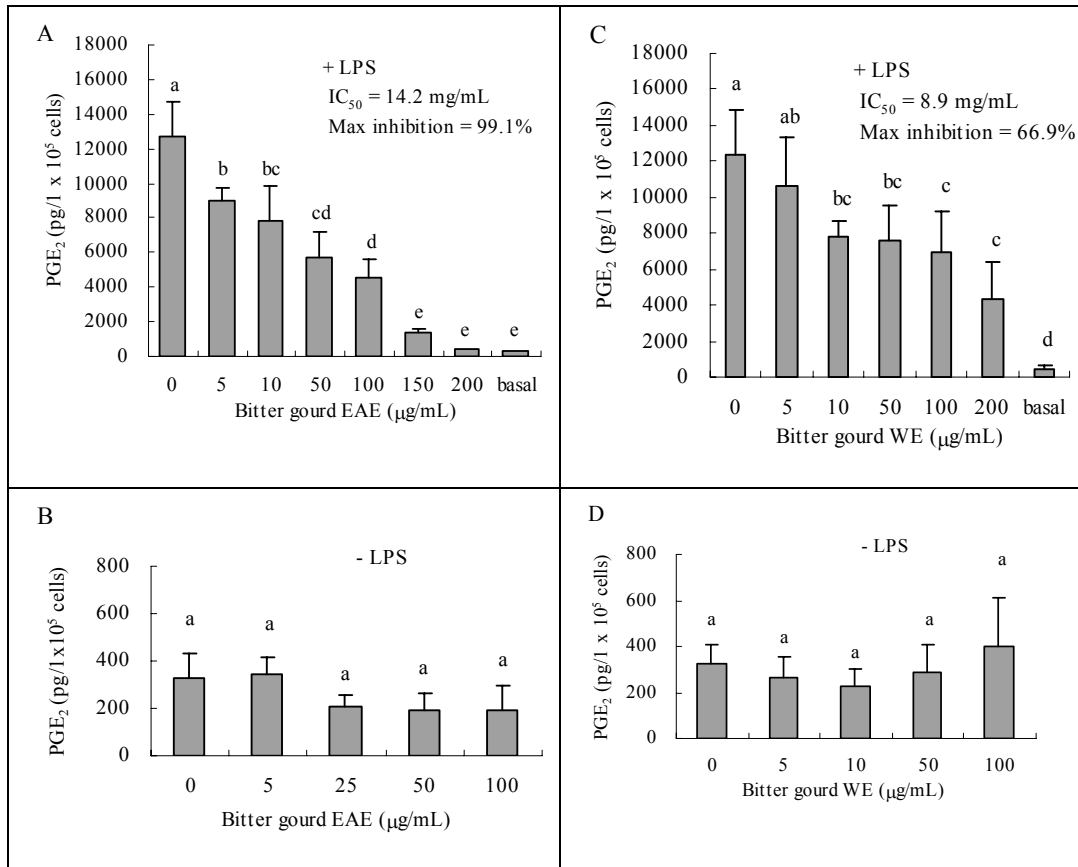 A
PGE₂ (pg/1 x 10⁵ cells)
18000
16000
14000
12000
10000
8000
6000
4000
2000
0
+ LPS
IC₅₀ = 14.2 mg/mL
Max inhibition = 99.1%
a
b
bc
cd
d
e
e
e
0 5 10 50 100 150 200 basal
Bitter gourd EAE (μg/mL)
C
PGE₂ (pg/1 x 10⁵ cells)
18000
16000
14000
12000
10000
8000
6000
4000
2000
0
+ LPS
IC₅₀ = 8.9 mg/mL
Max inhibition = 66.9%
a
ab
bc
bc
c
c
d
0 5 10 50 100 200 basal
Bitter gourd WE (μg/mL)
B
- LPS
PGE₂ (pg/1x10⁵ cells)
800
600
400
200
0
a a a a a
0 5 25 50 100
Bitter gourd EAE (μg/mL)
D
- LPS
PGE₂ (pg/1 x 10⁵ cells)
800
600
400
200
0
a a a a a
0 5 10 50 100
Bitter gourd WE (μg/mL)